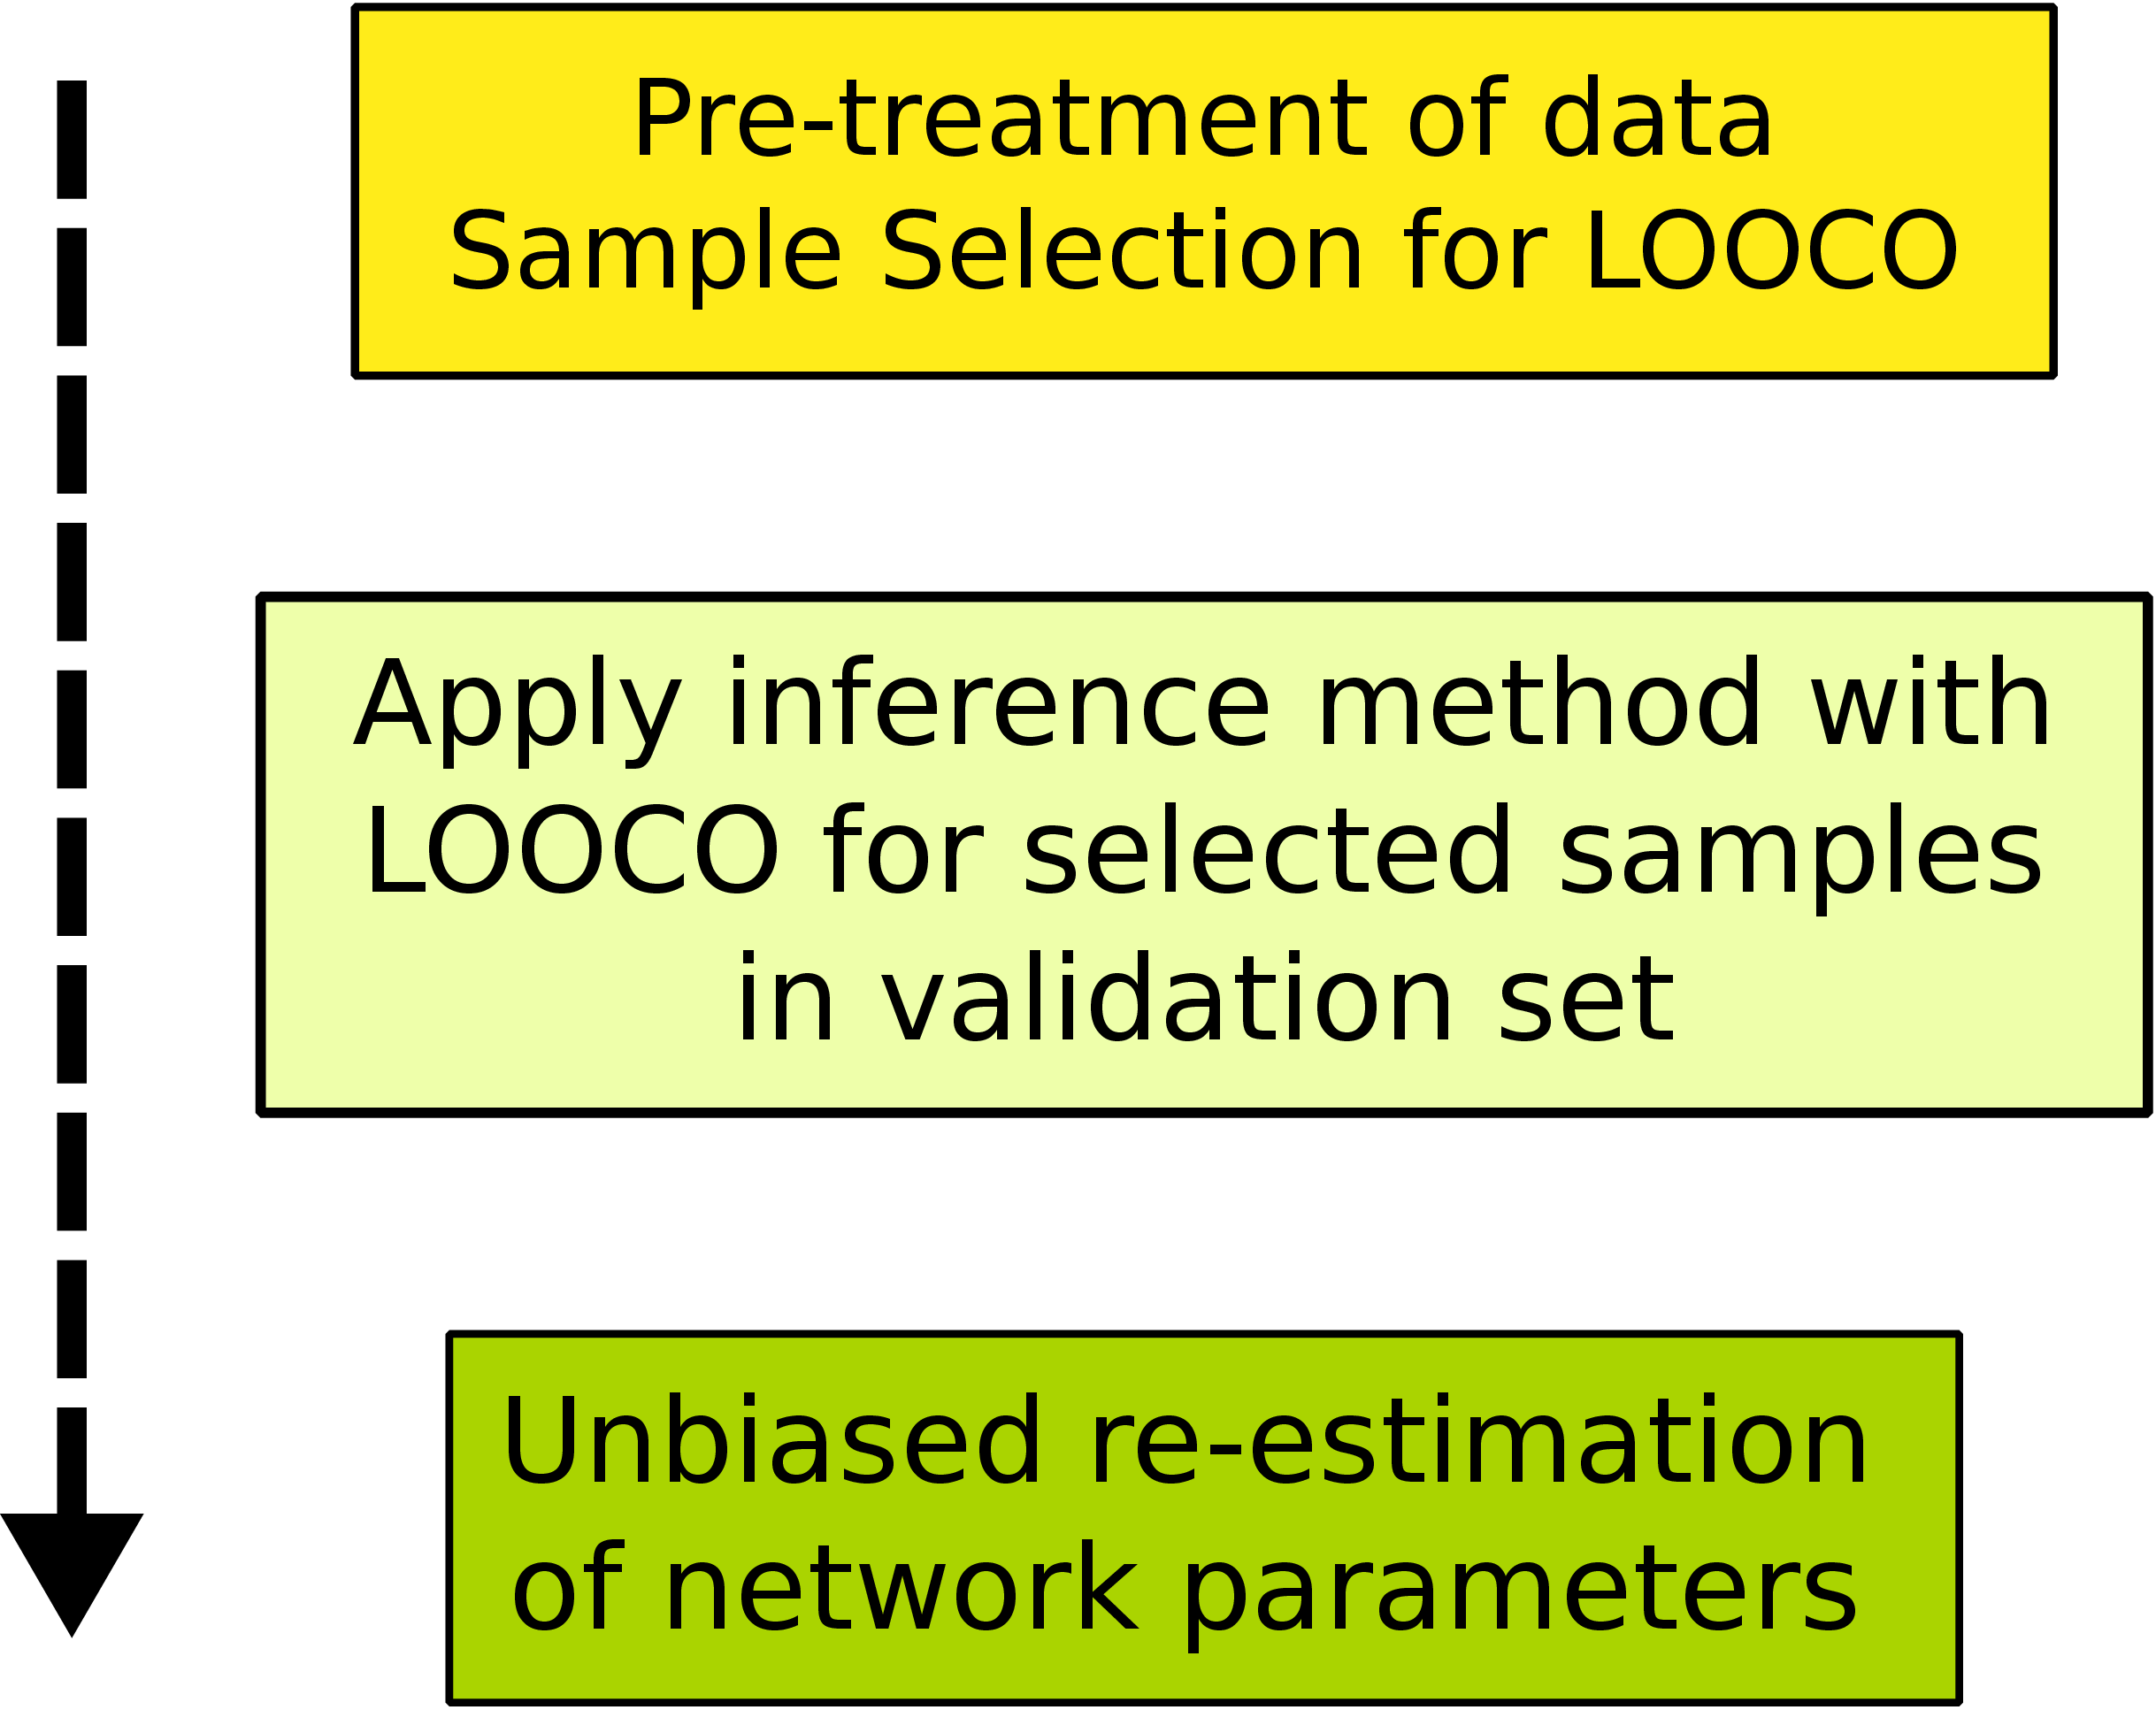 Pre-treatment of data
Sample Selection for LOOCO
Apply inference method with
LOOCO for selected samples
in validation set
Unbiased re-estimation
of network parameters